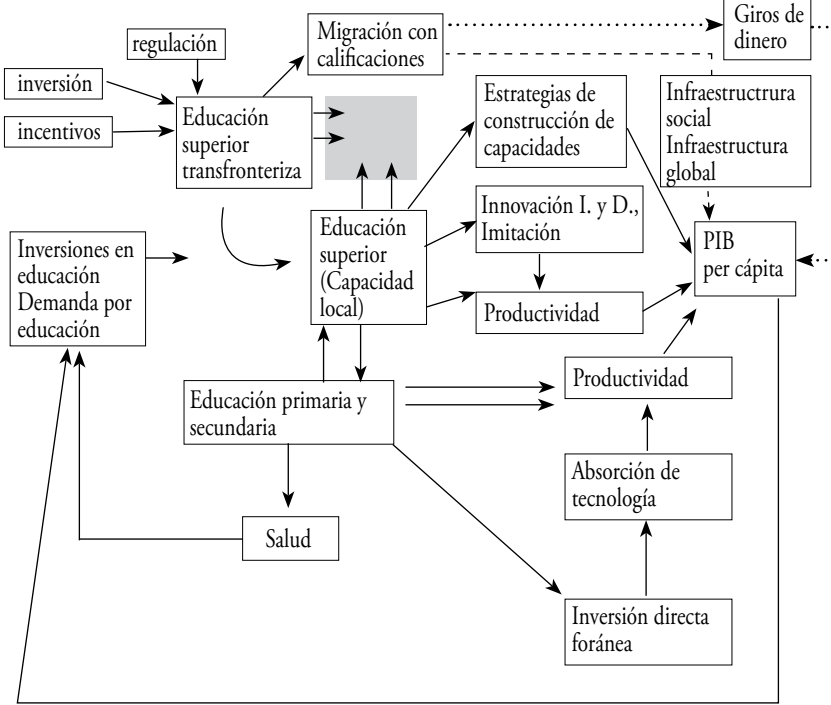 regulación
Migración con
calificaciones
Giros de
dinero
inversión
incentivos
Educación
superior
transfronteriza
Estrategias de
construcción de
capacidades
Infraestructrura
social
Infraestructura
global
Inversiones en
educación
Demanda por
educación
Educación
superior
(Capacidad
local)
Innovación I. y D.,
Imitación
Productividad
PIB
per cápita
Educación primaria y
secundaria
Productividad
Absorción de
tecnología
Salud
Inversión directa
foránea